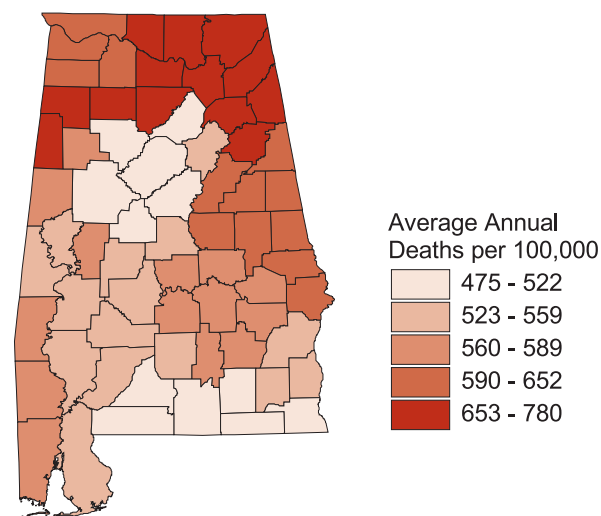 Average Annual
Deaths per 100,000
475 - 522
523 - 559
560 - 589
590 - 652
653 - 780